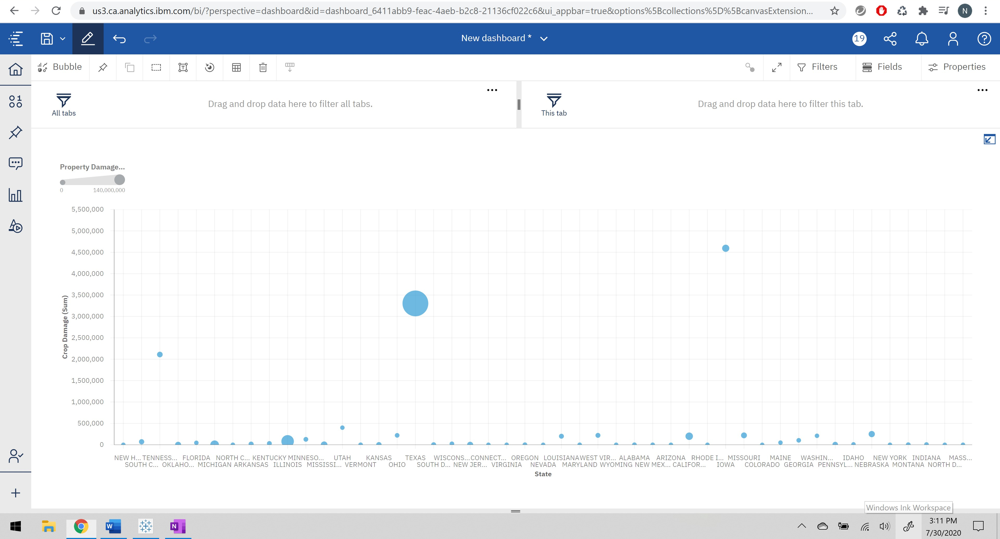 us3.ca.analytics.ibm.com/bi/?perspective=dashboard&id=dashboard_6411abb9-feac-4aeb-b2c8-21136cf022c6&ui_appbar=true&options%5Bcollections%5D%5BcanvasExtension...
N
New dashboard *
19
Bubble
Filters
Fields
Properties
All tabs
Drag and drop data here to filter all tabs.
This tab
Drag and drop data here to filter this tab.
Property Damage...
0 140,000,000
5,500,000
5,000,000
4,500,000
4,000,000
3,500,000
3,000,000
2,500,000
2,000,000
1,500,000
1,000,000
500,000
0
Crop Damage (Sum)
NEW H... TENNESS... FLORIDA NORTH C... KENTUCKY MINNESO... UTAH KANSAS TEXAS WISCONS... CONNECT... OREGON LOUISIANA WEST VIR... ALABAMA ARIZONA RHODE I... MISSOURI MAINE WASHIN... IDAHO NEW YORK INDIANA MASS...
SOUTH C... OKLAHO... MICHIGAN ARKANSAS ILLINOIS MISSISSI... VERMONT OHIO SOUTH D... NEW JER... VIRGINIA NEVADA MARYLAND WYOMING NEW MEX... CALIFOR... IOWA COLORADO GEORGIA PENNSYL... NEBRASKA MONTANA NORTH D...
State
Windows Ink Workspace
W
N
3:11 PM
7/30/2020